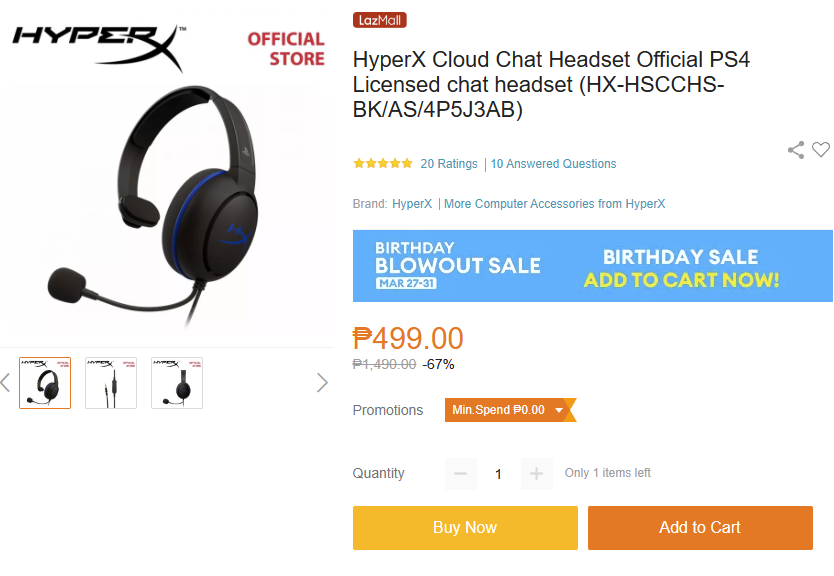 HYPERX™
OFFICIAL
STORE
LazMall
HyperX Cloud Chat Headset Official PS4
Licensed chat headset (HX-HSCCHS-
BK/AS/4P5J3AB)
20 Ratings | 10 Answered Questions
Brand: HyperX | More Computer Accessories from HyperX
BIRTHDAY
BLOWOUT SALE
MAR 27-31
BIRTHDAY SALE
ADD TO CART NOW!
₱499.00
₱1,490.00 -67%
Promotions Min.Spend ₱0.00
Quantity 1 Only 1 items left
Buy Now Add to Cart